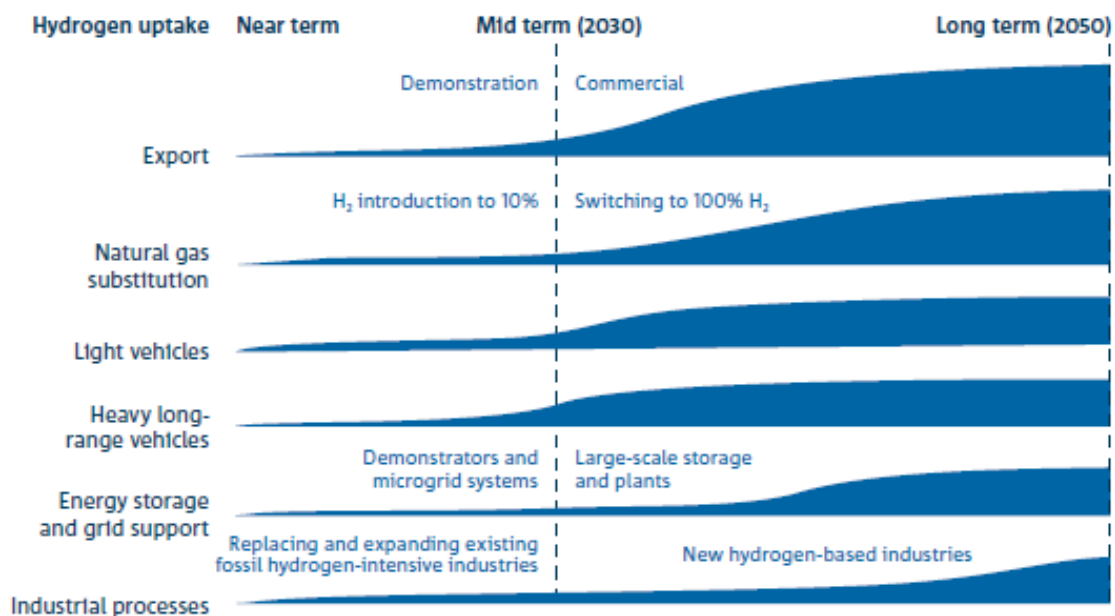 Hydrogen uptake Near term Mid term (2030) Long term (2050)
Demonstration Commercial
Export
H₂ introduction to 10% Switching to 100% H₂
Natural gas
substitution
Light vehicles
Heavy long-
range vehicles
Demonstrators and
microgrid systems
Large-scale storage
and plants
Energy storage
and grid support
Replacing and expanding existing
fossil hydrogen-intensive industries
New hydrogen-based industries
Industrial processes